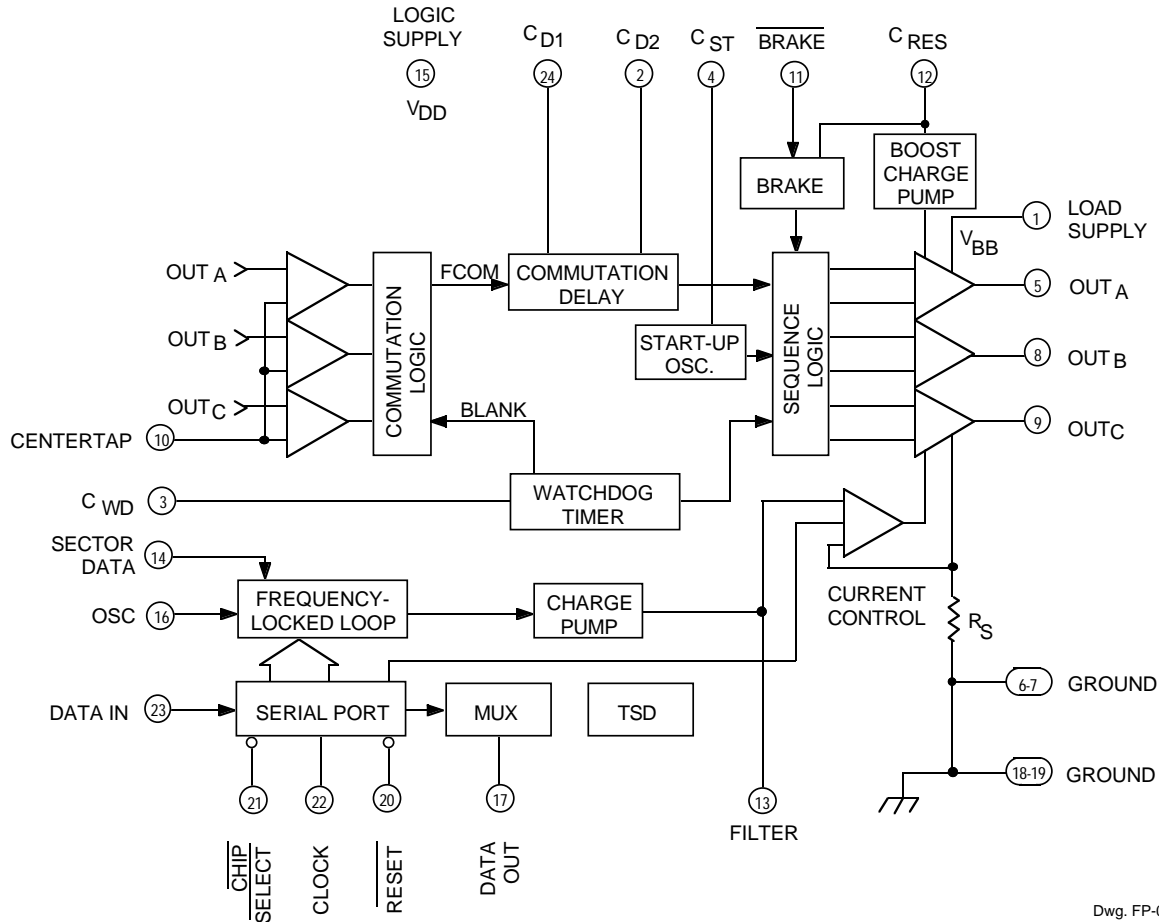 LOGIC
SUPPLY
15
VDD
C D1
24
C D2
2
C ST
4
BRAKE
11
C RES
12
BRAKE
BOOST
CHARGE
PUMP
VBB
1
LOAD
SUPPLY
OUT A
OUT B
OUT C
CENTERTAP
10
COMMUTATION
LOGIC
FCOM
COMMUTATION
DELAY
START-UP
OSC.
SEQUENCE
LOGIC
5
OUT A
8
OUT B
9
OUT C
BLANK
C WD
3
WATCHDOG
TIMER
SECTOR
DATA
14
OSC
16
FREQUENCY-
LOCKED LOOP
CHARGE
PUMP
CURRENT
CONTROL
RS
6-7
GROUND
DATA IN
23
SERIAL PORT
MUX
TSD
18-19
GROUND
21
22
20
17
13
FILTER
CHIP
SELECT
CLOCK
RESET
DATA
OUT